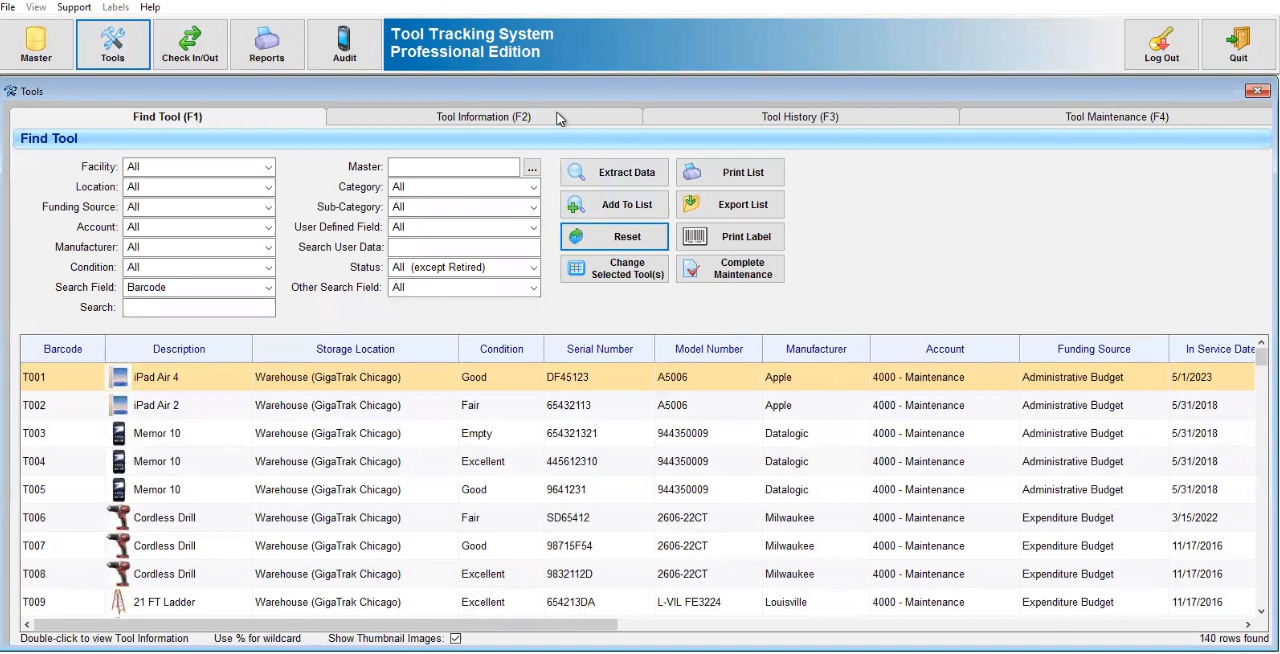 File View Support Labels Help
Master Tools Check In/Out Reports Audit
Tool Tracking System
Professional Edition
Log Out Quit
Tools
Find Tool (F1) Tool Information (F2) Tool History (F3) Tool Maintenance (F4)
Find Tool
Facility: All Master: ... Extract Data Print List
Location: All Category: All
Funding Source: All Sub-Category: All Add To List Export List
Account: All User Defined Field: All
Manufacturer: All Search User Data: Reset Print Label
Condition: All Status: All (except Retired) Change Selected Tool(s) Complete Maintenance
Search Field: Barcode Other Search Field: All
Search:
Barcode Description Storage Location Condition Serial Number Model Number Manufacturer Account Funding Source In Service Date
T001 iPad Air 4 Warehouse (GigaTrak Chicago) Good DF45123 A5006 Apple 4000 - Maintenance Administrative Budget 5/1/2023
T002 iPad Air 2 Warehouse (GigaTrak Chicago) Fair 65432113 A5006 Apple 4000 - Maintenance Administrative Budget 5/31/2018
T003 Memor 10 Warehouse (GigaTrak Chicago) Empty 654321321 944350009 Datalogic 4000 - Maintenance Administrative Budget 5/31/2018
T004 Memor 10 Warehouse (GigaTrak Chicago) Excellent 445612310 944350009 Datalogic 4000 - Maintenance Administrative Budget 5/31/2018
T005 Memor 10 Warehouse (GigaTrak Chicago) Good 9641231 944350009 Datalogic 4000 - Maintenance Administrative Budget 5/31/2018
T006 Cordless Drill Warehouse (GigaTrak Chicago) Fair SD65412 2606-22CT Milwaukee 4000 - Maintenance Expenditure Budget 3/15/2022
T007 Cordless Drill Warehouse (GigaTrak Chicago) Good 98715F54 2606-22CT Milwaukee 4000 - Maintenance Expenditure Budget 11/17/2016
T008 Cordless Drill Warehouse (GigaTrak Chicago) Excellent 9832112D 2606-22CT Milwaukee 4000 - Maintenance Expenditure Budget 11/17/2016
T009 21 FT Ladder Warehouse (GigaTrak Chicago) Excellent 654213DA L-VIL FE3224 Louisville 4000 - Maintenance Expenditure Budget 11/17/2016
Double-click to view Tool Information Use % for wildcard Show Thumbnail Images: 140 rows found